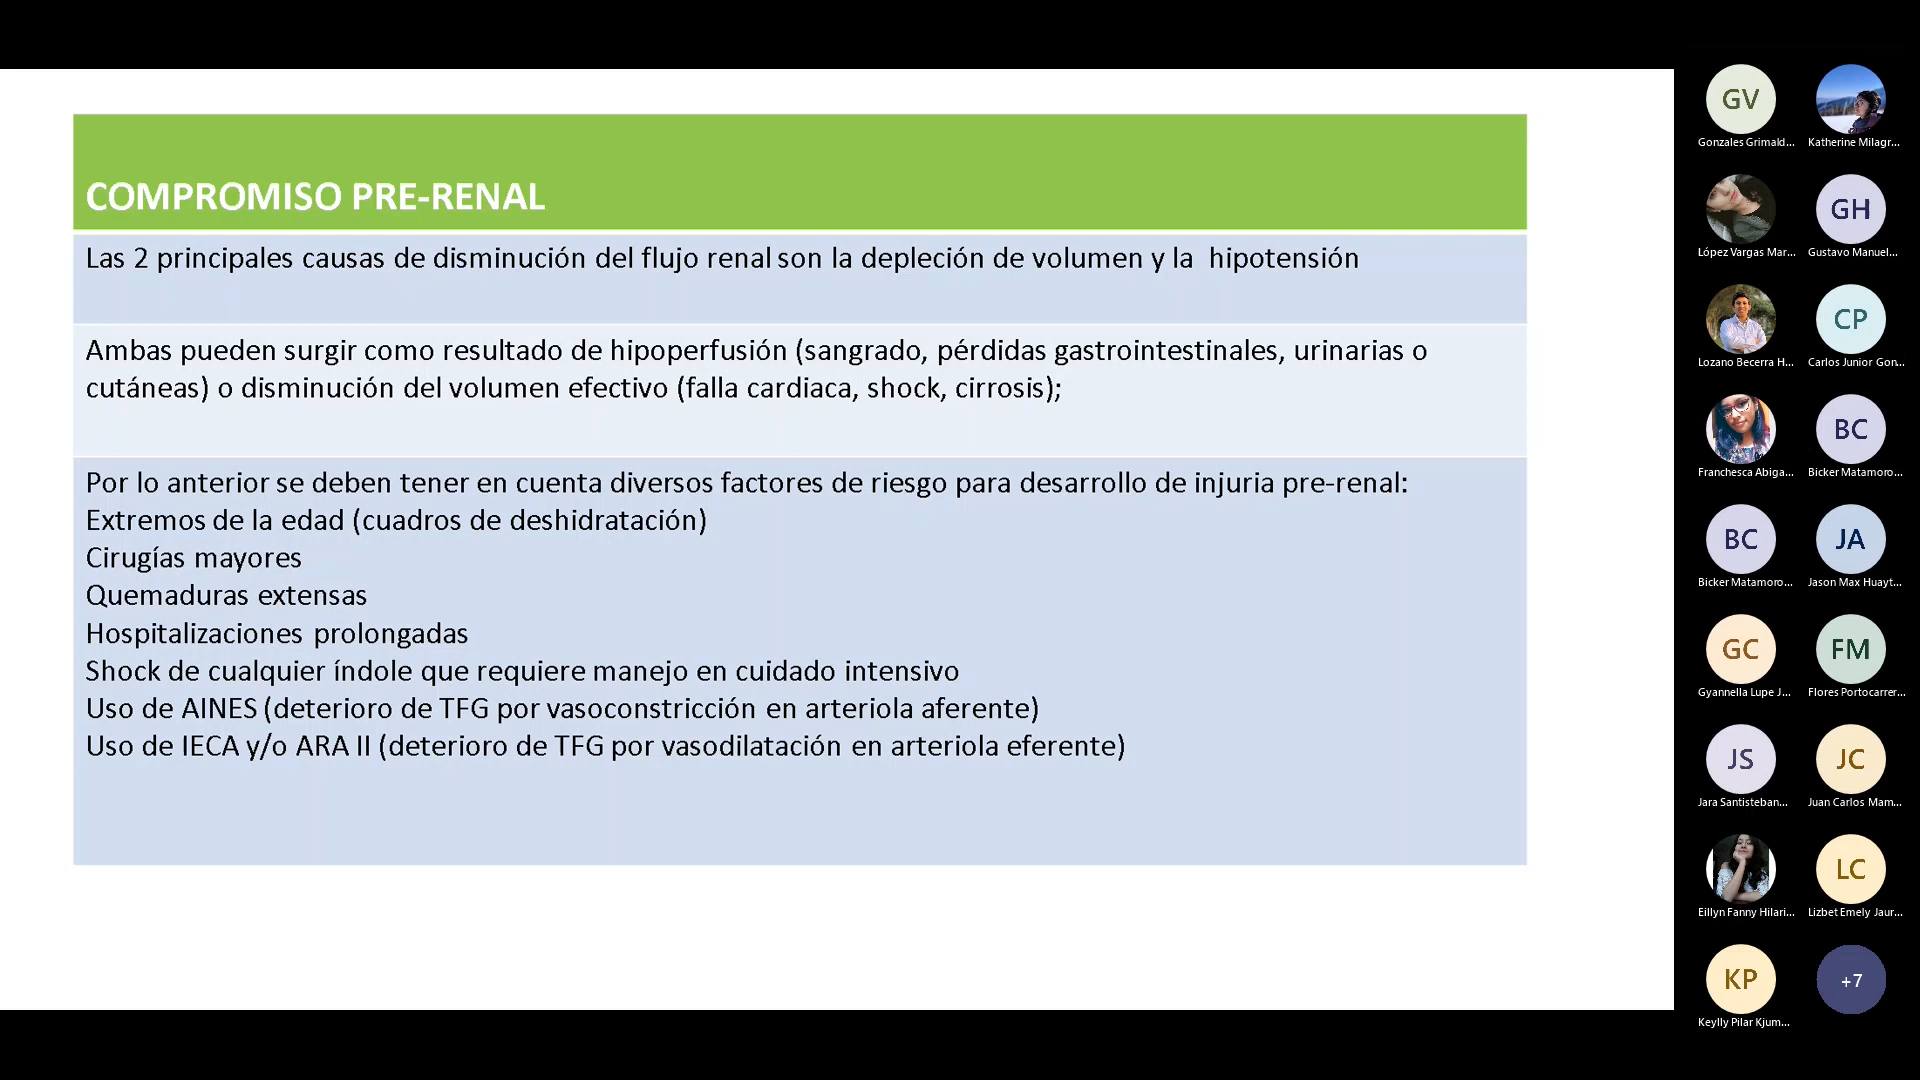 COMPROMISO PRE-RENAL
Las 2 principales causas de disminución del flujo renal son la depleción de volumen y la  hipotensión
Ambas pueden surgir como resultado de hipoperfusión (sangrado, pérdidas gastrointestinales, urinarias o
cutáneas) o disminución del volumen efectivo (falla cardiaca, shock, cirrosis);
Por lo anterior se deben tener en cuenta diversos factores de riesgo para desarrollo de injuria pre-renal:
Extremos de la edad (cuadros de deshidratación)
Cirugías mayores
Quemaduras extensas
Hospitalizaciones prolongadas
Shock de cualquier índole que requiere manejo en cuidado intensivo
Uso de AINES (deterioro de TFG por vasoconstricción en arteriola aferente)
Uso de IECA y/o ARA II (deterioro de TFG por vasodilatación en arteriola eferente)
GV
Gonzales Grimald...
Katherine Milagr...
López Vargas Mar...
GH
Gustavo Manuel...
Lozano Becerra H...
CP
Carlos Junior Gon...
Franchesca Abiga...
BC
Bicker Matamoro...
BC
Bicker Matamoro...
JA
Jason Max Huayt...
GC
Gyannella Lupe J...
FM
Flores Portocarrer...
JS
Jara Santisteban...
JC
Juan Carlos Mam...
Eillyn Fanny Hilari...
LC
Lizbet Emely Jaur...
KP
Keylly Pilar Kjum...
+7